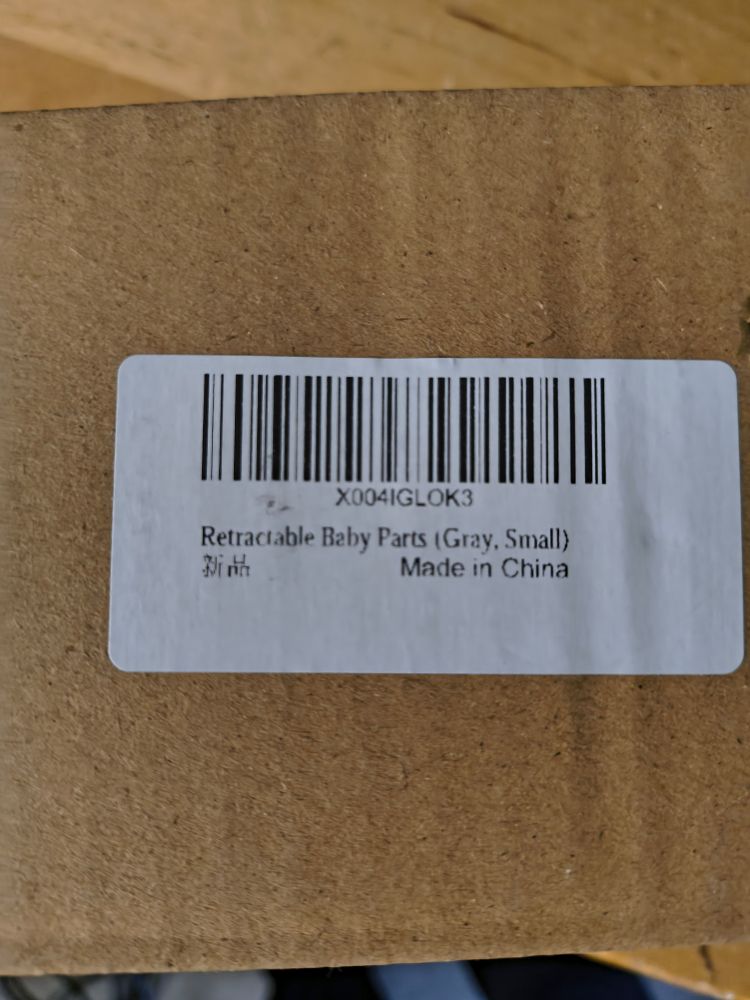 X004IGLOK3
Retractable Baby Parts (Gray, Small)
新品
Made in China